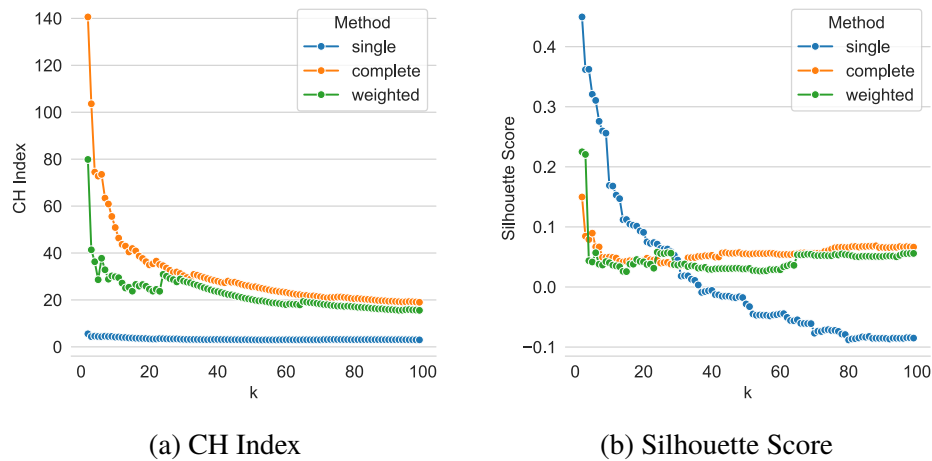 140
120
100
80
60
40
20
0
CH Index
0 20 40 60 80 100
k
Method
single
complete
weighted
(a) CH Index
0.4
0.3
0.2
0.1
0.0
−0.1
Silhouette Score
0 20 40 60 80 100
k
Method
single
complete
weighted
(b) Silhouette Score